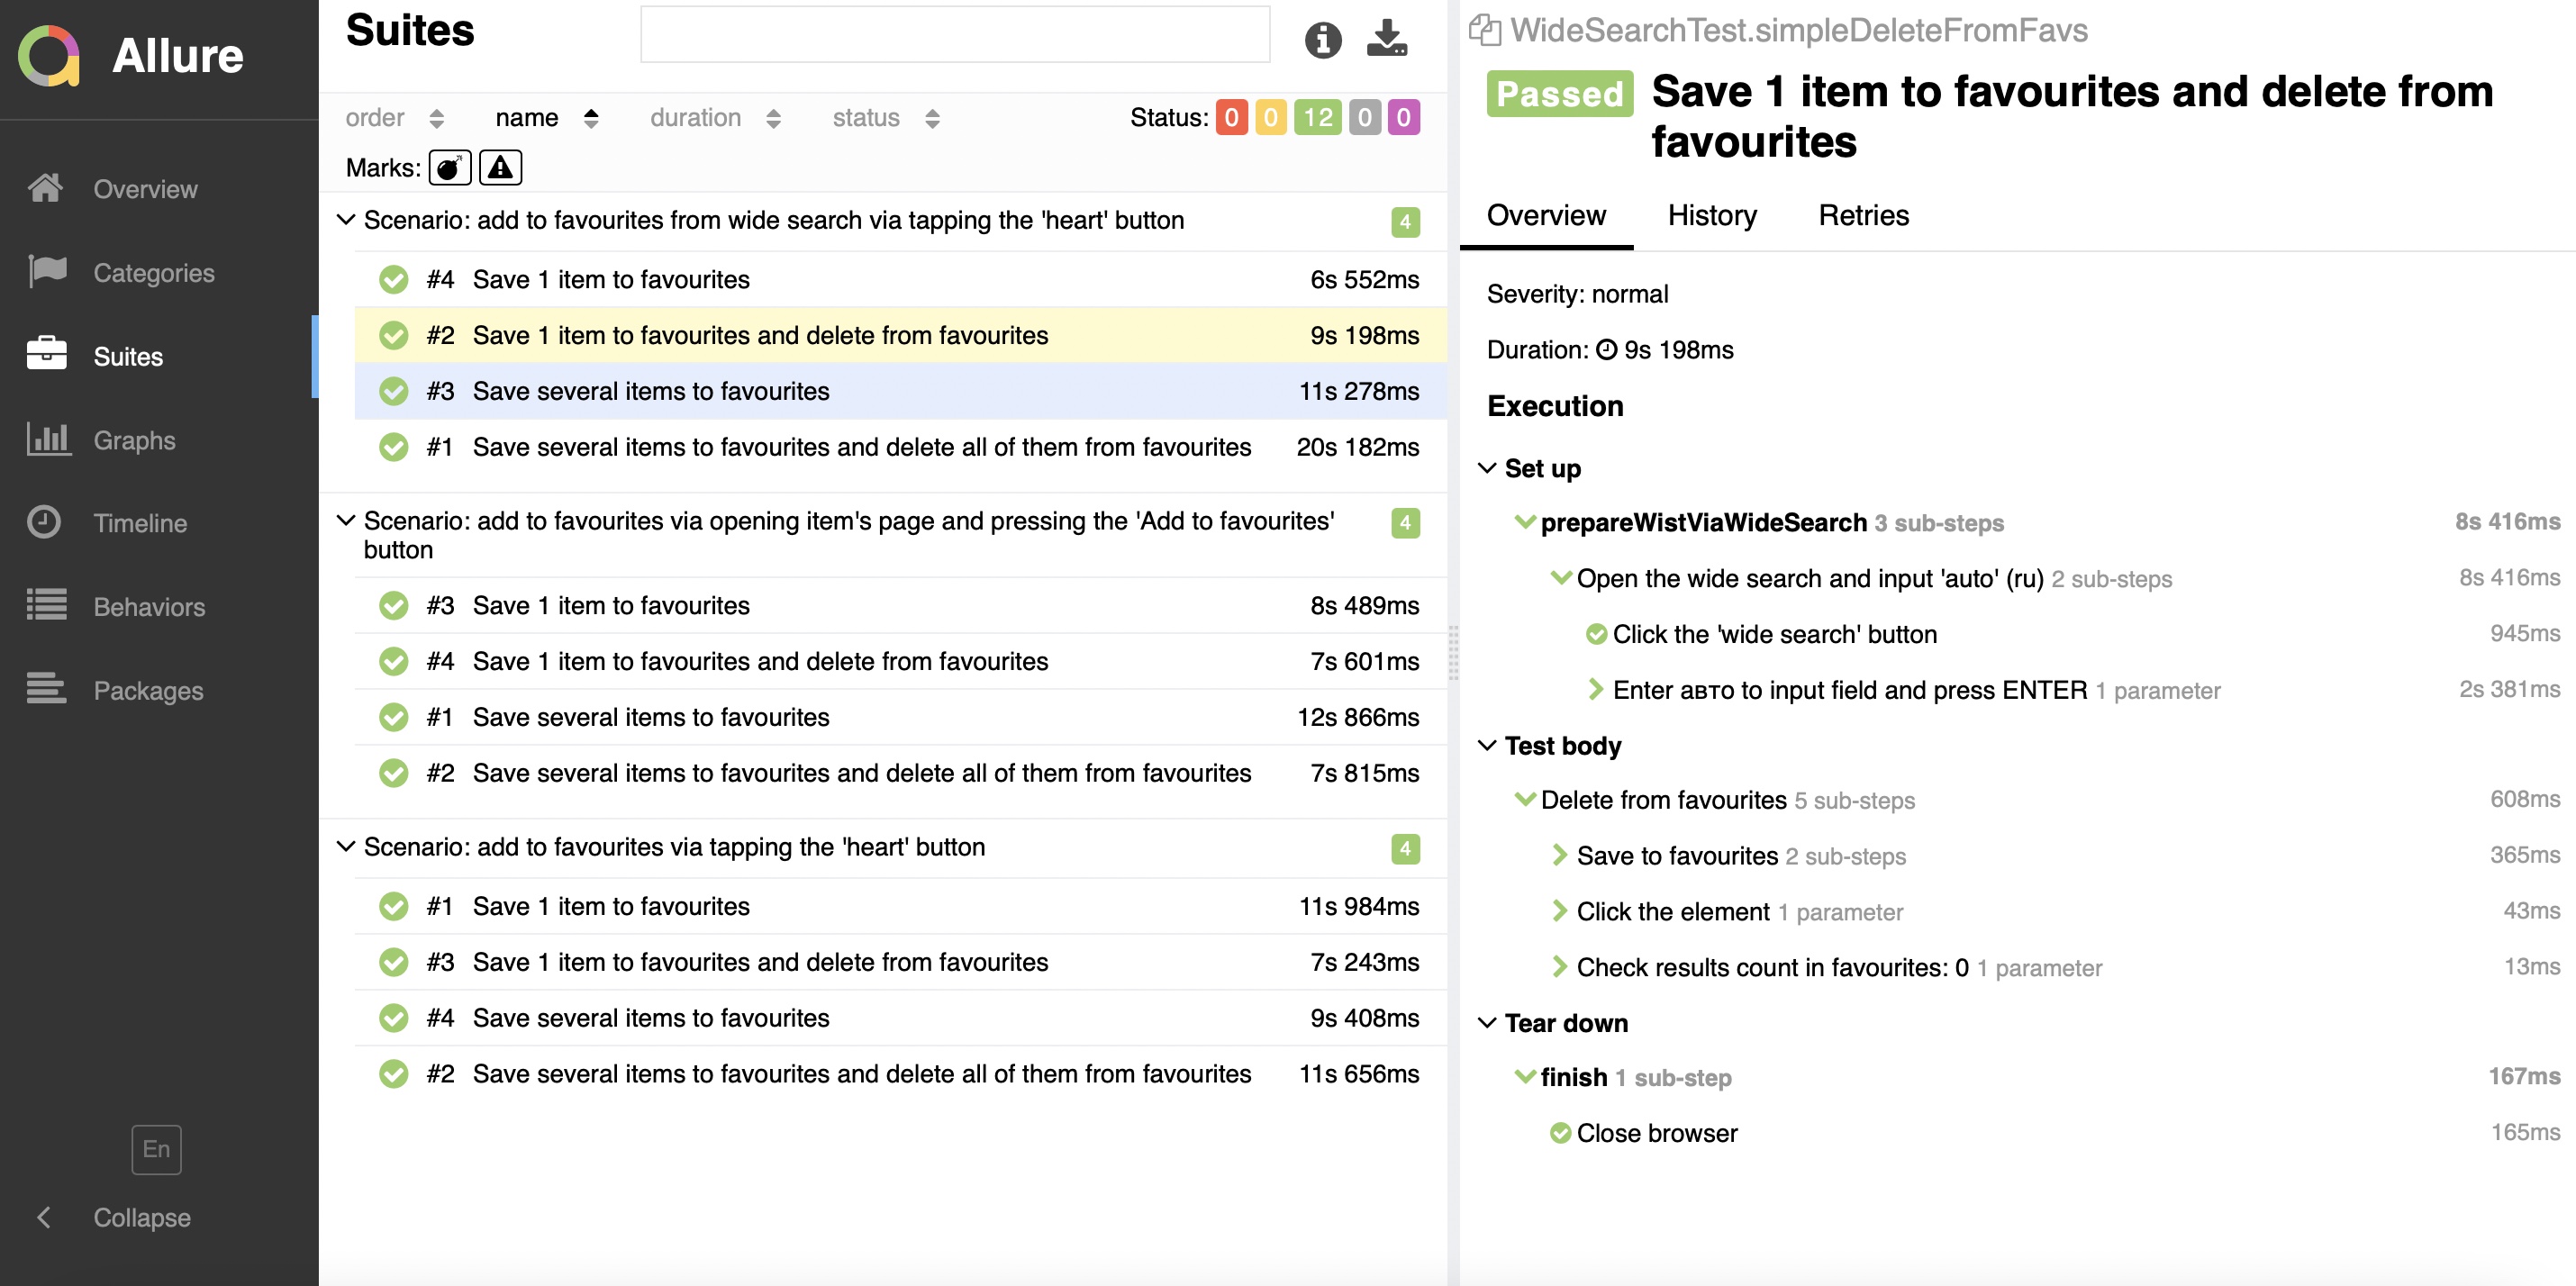 Allure
Overview
Categories
Suites
Graphs
Timeline
Behaviors
Packages
En
Collapse
Suites
order name duration status Status: 0 0 12 0 0
Marks:
Scenario: add to favourites from wide search via tapping the 'heart' button 4
#4 Save 1 item to favourites 6s 552ms
#2 Save 1 item to favourites and delete from favourites 9s 198ms
#3 Save several items to favourites 11s 278ms
#1 Save several items to favourites and delete all of them from favourites 20s 182ms
Scenario: add to favourites via opening item's page and pressing the 'Add to favourites' 4
button
#3 Save 1 item to favourites 8s 489ms
#4 Save 1 item to favourites and delete from favourites 7s 601ms
#1 Save several items to favourites 12s 866ms
#2 Save several items to favourites and delete all of them from favourites 7s 815ms
Scenario: add to favourites via tapping the 'heart' button 4
#1 Save 1 item to favourites 11s 984ms
#3 Save 1 item to favourites and delete from favourites 7s 243ms
#4 Save several items to favourites 9s 408ms
#2 Save several items to favourites and delete all of them from favourites 11s 656ms
WideSearchTest.simpleDeleteFromFavs
Passed Save 1 item to favourites and delete from
favourites
Overview History Retries
Severity: normal
Duration: 9s 198ms
Execution
Set up
prepareWistViaWideSearch 3 sub-steps 8s 416ms
Open the wide search and input 'auto' (ru) 2 sub-steps 8s 416ms
Click the 'wide search' button 945ms
Enter авто to input field and press ENTER 1 parameter 2s 381ms
Test body
Delete from favourites 5 sub-steps 608ms
Save to favourites 2 sub-steps 365ms
Click the element 1 parameter 43ms
Check results count in favourites: 0 1 parameter 13ms
Tear down
finish 1 sub-step 167ms
Close browser 165ms